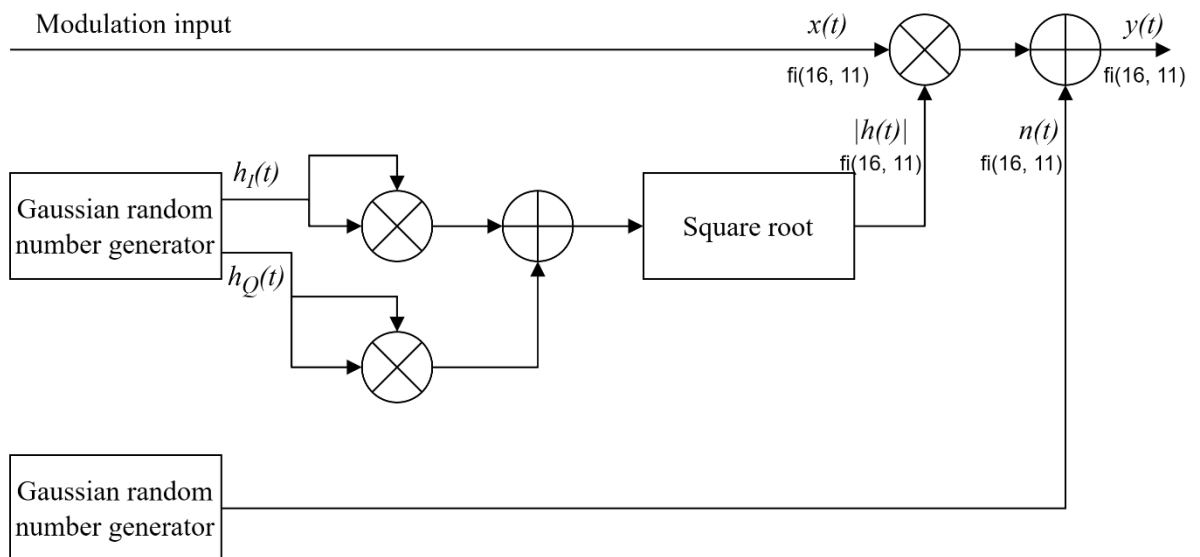 Modulation input
x(t)
y(t)
fi(16, 11)
fi(16, 11)
|h(t)|
n(t)
fi(16, 11)
fi(16, 11)
Gaussian random
number generator
h_I(t)
h_Q(t)
Square root
Gaussian random
number generator